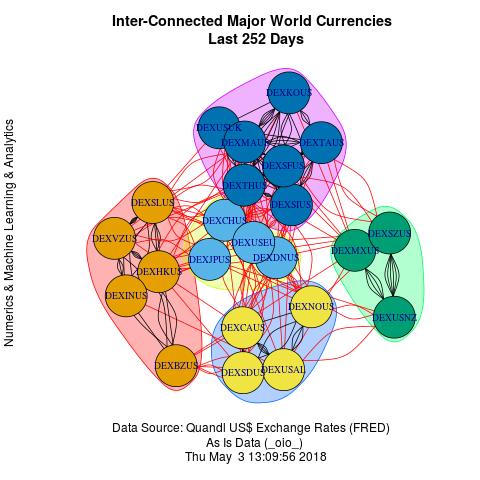 Inter-Connected Major World Currencies
Last 252 Days
Numerics & Machine Learning & Analytics
DEXKOUS
DEXUSUK
DEXMAUS
DEXTAUS
DEXSFUS
DEXTHUS
DEXSIUS
DEXSLUS
DEXCHUS
DEXVZUS
DEXUSEU
DEXSZUS
DEXMXUS
DEXJPUS
DEXDNUS
DEXHKUS
DEXINUS
DEXNOUS
DEXUSNZ
DEXCAUS
DEXBZUS
DEXSDUS
DEXUSAL
Data Source: Quandl US$ Exchange Rates (FRED)
As Is Data (_oio_)
Thu May  3 13:09:56 2018